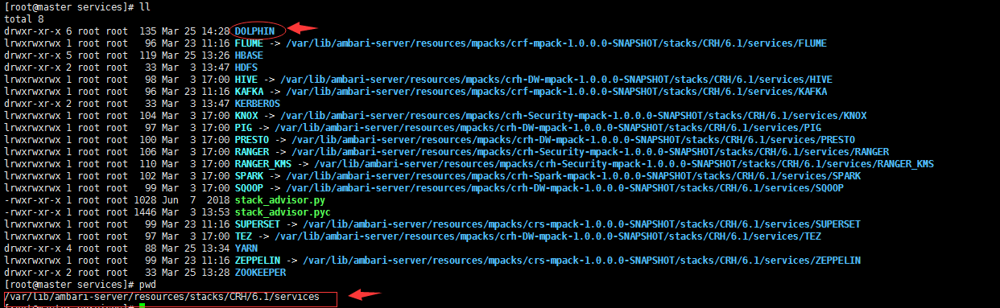 [root@master services]# ll
total 8
drwxr-xr-x 6 root root  135 Mar 25 14:28 DOLPHIN
lrwxrwxrwx 1 root root   96 Mar 23 11:16 FLUME -> /var/lib/ambari-server/resources/mpacks/crf-mpack-1.0.0.0-SNAPSHOT/stacks/CRH/6.1/services/FLUME
drwxr-xr-x 5 root root  119 Mar 25 13:26 HBASE
drwxr-xr-x 2 root root   33 Mar  3 13:47 HDFS
lrwxrwxrwx 1 root root   98 Mar  3 17:00 HIVE -> /var/lib/ambari-server/resources/mpacks/crh-DW-mpack-1.0.0.0-SNAPSHOT/stacks/CRH/6.1/services/HIVE
lrwxrwxrwx 1 root root   96 Mar 23 11:16 KAFKA -> /var/lib/ambari-server/resources/mpacks/crf-mpack-1.0.0.0-SNAPSHOT/stacks/CRH/6.1/services/KAFKA
drwxr-xr-x 2 root root   33 Mar  3 13:47 KERBEROS
lrwxrwxrwx 1 root root  104 Mar  3 17:00 KNOX -> /var/lib/ambari-server/resources/mpacks/crh-Security-mpack-1.0.0.0-SNAPSHOT/stacks/CRH/6.1/services/KNOX
lrwxrwxrwx 1 root root   97 Mar  3 17:00 PIG -> /var/lib/ambari-server/resources/mpacks/crh-DW-mpack-1.0.0.0-SNAPSHOT/stacks/CRH/6.1/services/PIG
lrwxrwxrwx 1 root root  100 Mar  3 17:00 PRESTO -> /var/lib/ambari-server/resources/mpacks/crh-DW-mpack-1.0.0.0-SNAPSHOT/stacks/CRH/6.1/services/PRESTO
lrwxrwxrwx 1 root root  106 Mar  3 17:00 RANGER -> /var/lib/ambari-server/resources/mpacks/crh-Security-mpack-1.0.0.0-SNAPSHOT/stacks/CRH/6.1/services/RANGER
lrwxrwxrwx 1 root root  110 Mar  3 17:00 RANGER_KMS -> /var/lib/ambari-server/resources/mpacks/crh-Security-mpack-1.0.0.0-SNAPSHOT/stacks/CRH/6.1/services/RANGER_KMS
lrwxrwxrwx 1 root root  102 Mar  3 17:00 SPARK -> /var/lib/ambari-server/resources/mpacks/crh-Spark-mpack-1.0.0.0-SNAPSHOT/stacks/CRH/6.1/services/SPARK
lrwxrwxrwx 1 root root   99 Mar  3 17:00 SQOOP -> /var/lib/ambari-server/resources/mpacks/crh-DW-mpack-1.0.0.0-SNAPSHOT/stacks/CRH/6.1/services/SQOOP
-rwxr-xr-x 1 root root 1028 Jun  7  2018 stack_advisor.py
-rw-r--r-- 1 root root 1446 Mar  3 13:53 stack_advisor.pyc
lrwxrwxrwx 1 root root   99 Mar 23 11:16 SUPERSET -> /var/lib/ambari-server/resources/mpacks/crs-mpack-1.0.0.0-SNAPSHOT/stacks/CRH/6.1/services/SUPERSET
lrwxrwxrwx 1 root root   97 Mar  3 17:00 TEZ -> /var/lib/ambari-server/resources/mpacks/crh-DW-mpack-1.0.0.0-SNAPSHOT/stacks/CRH/6.1/services/TEZ
drwxr-xr-x 4 root root   88 Mar 25 13:34 YARN
lrwxrwxrwx 1 root root   99 Mar 23 11:16 ZEPPELIN -> /var/lib/ambari-server/resources/mpacks/crs-mpack-1.0.0.0-SNAPSHOT/stacks/CRH/6.1/services/ZEPPELIN
drwxr-xr-x 2 root root   33 Mar 25 13:28 ZOOKEEPER
[root@master services]# pwd
/var/lib/ambari-server/resources/stacks/CRH/6.1/services
[root@master services]#